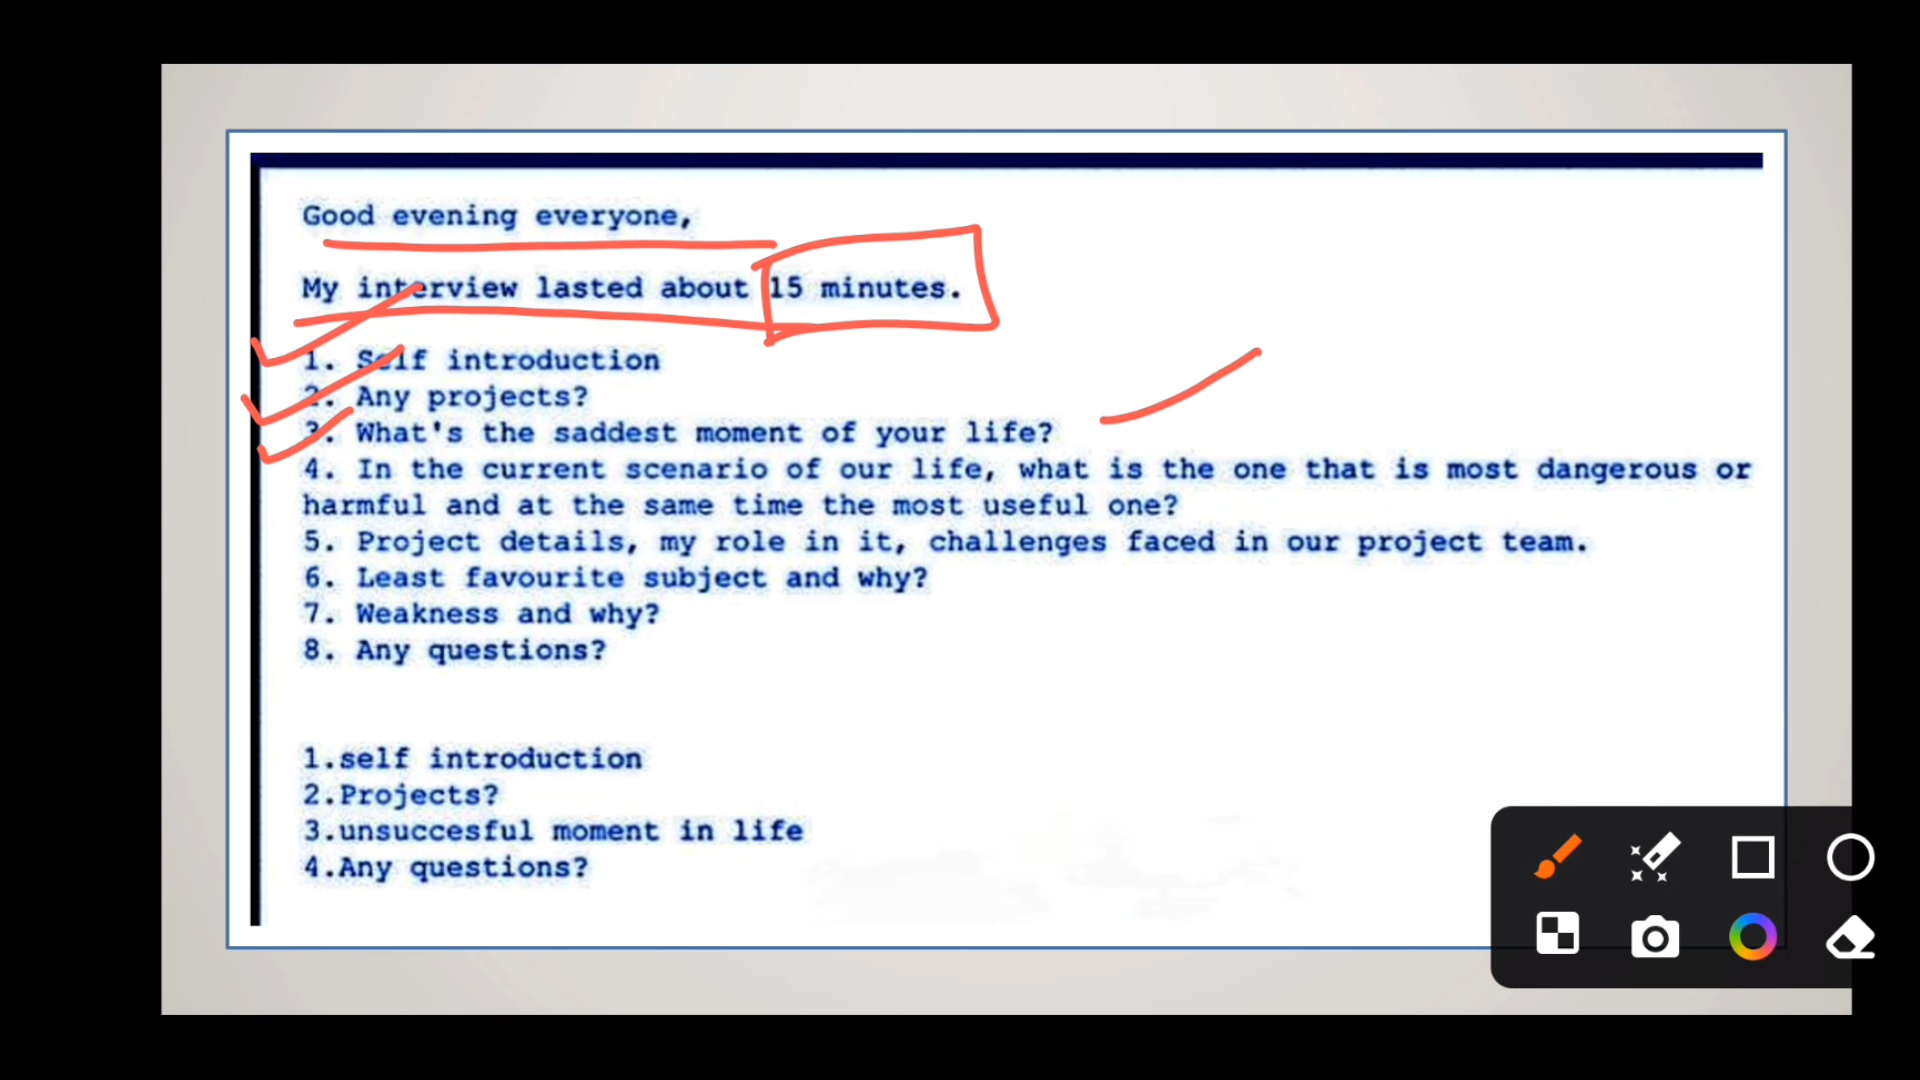 Good evening everyone,
My interview lasted about 15 minutes.
1. Self introduction
2. Any projects?
3. What's the saddest moment of your life?
4. In the current scenario of our life, what is the one that is most dangerous or
harmful and at the same time the most useful one?
5. Project details, my role in it, challenges faced in our project team.
6. Least favourite subject and why?
7. Weakness and why?
8. Any questions?
1.self introduction
2.Projects?
3.unsuccesful moment in life
4.Any questions?